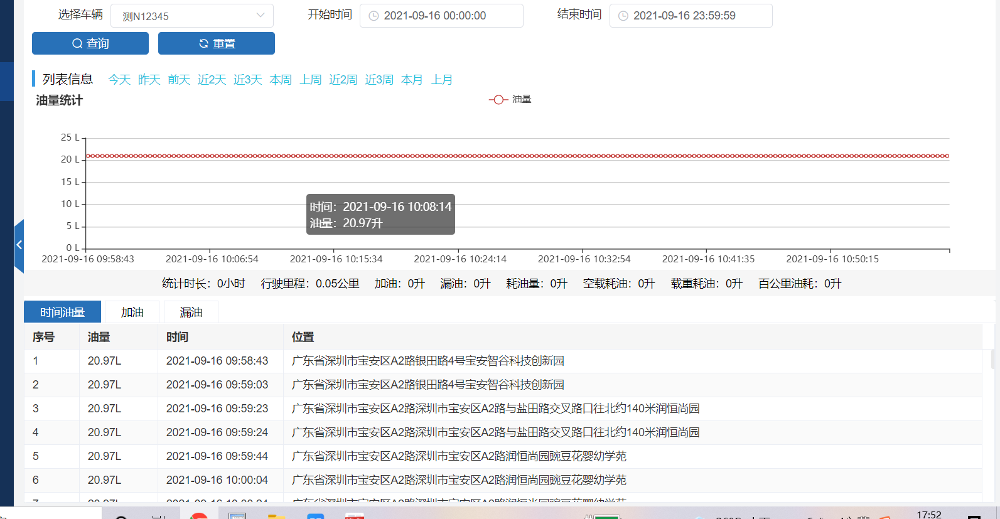 选择车辆 测N12345 开始时间 2021-09-16 00:00:00 结束时间 2021-09-16 23:59:59
查询 重置
列表信息 今天 昨天 前天 近2天 近3天 本周 上周 近2周 近3周 本月 上月
油量统计 油量
25 L
20 L
15 L
10 L
5 L
0 L
时间：2021-09-16 10:08:14
油量：20.97升
2021-09-16 09:58:43 2021-09-16 10:06:54 2021-09-16 10:15:34 2021-09-16 10:24:14 2021-09-16 10:32:54 2021-09-16 10:41:35 2021-09-16 10:50:15
统计时长：0小时 行驶里程：0.05公里 加油：0升 漏油：0升 耗油量：0升 空载耗油：0升 载重耗油：0升 百公里油耗：0升
时间油量 加油 漏油
序号 油量 时间 位置
1 20.97L 2021-09-16 09:58:43 广东省深圳市宝安区A2路银田路4号宝安智谷科技创新园
2 20.97L 2021-09-16 09:59:03 广东省深圳市宝安区A2路银田路4号宝安智谷科技创新园
3 20.97L 2021-09-16 09:59:23 广东省深圳市宝安区A2路深圳市宝安区A2路与盐田路交叉路口往北约140米润恒尚园
4 20.97L 2021-09-16 09:59:24 广东省深圳市宝安区A2路深圳市宝安区A2路与盐田路交叉路口往北约140米润恒尚园
5 20.97L 2021-09-16 09:59:44 广东省深圳市宝安区A2路深圳市宝安区A2路润恒尚园豌豆花婴幼学苑
6 20.97L 2021-09-16 10:00:04 广东省深圳市宝安区A2路深圳市宝安区A2路润恒尚园豌豆花婴幼学苑
17:52